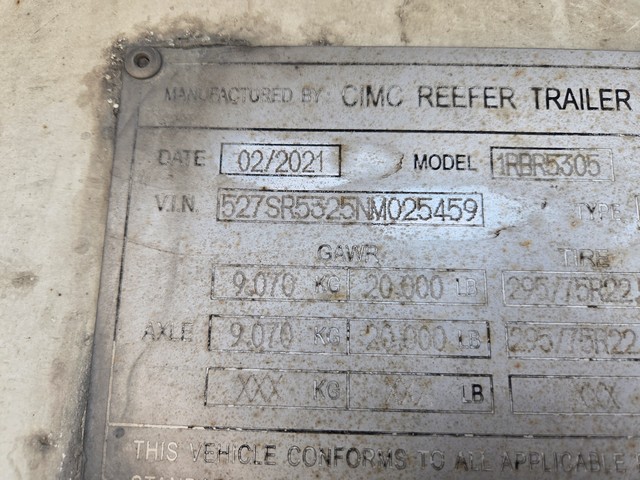 MANUFACTURED BY: CIMC REEFER TRAILER
DATE 02/2021 MODEL 1RBR5305
V.I.N. 527SR5325NM025459 TYPE
GAWR TIRE
9.070 KG 20.000 LB 295/75R22.
AXLE 9.070 KG 20.000 LB 295/75R22
XXX KG LB XXX
THIS VEHICLE CONFORMS TO ALL APPLICABLE